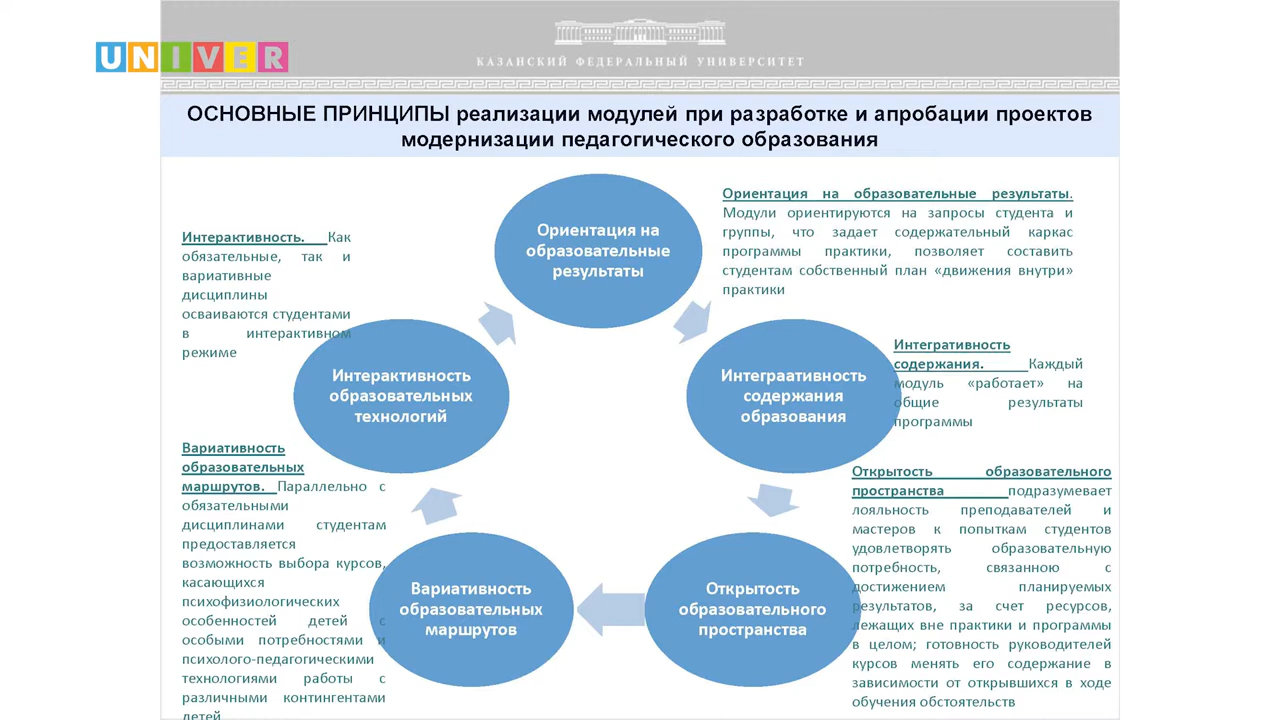 UNIVER
КАЗАНСКИЙ ФЕДЕРАЛЬНЫЙ УНИВЕРСИТЕТ
ОСНОВНЫЕ ПРИНЦИПЫ реализации модулей при разработке и апробации проектов
модернизации педагогического образования
Ориентация на
образовательные
результаты
Ориентация на образовательные результаты.
Модули ориентируются на запросы студента и
группы, что задает содержательный каркас
программы практики, позволяет составить
студентам собственный план «движения внутри»
практики
Интерактивность. Как
обязательные, так и
вариативные
дисциплины
осваиваются студентами
в интерактивном
режиме
Интерактивность
образовательных
технологий
Интеграативность
содержания
образования
Интегративность
содержания. Каждый
модуль «работает» на
общие результаты
программы
Вариативность
образовательных
маршрутов. Параллельно с
обязательными
дисциплинами студентам
предоставляется
возможность выбора курсов,
касающихся
психофизиологических
особенностей детей с
особыми потребностями и
психолого-педагогическими
технологиями работы с
различными контингентами
детей
Вариативность
образовательных
маршрутов
Открытость
образовательного
пространства
Открытость образовательного
пространства подразумевает
лояльность преподавателей и
мастеров к попыткам студентов
удовлетворять образовательную
потребность, связанною с
достижением планируемых
результатов, за счет ресурсов,
лежащих вне практики и программы
в целом; готовность руководителей
курсов менять его содержание в
зависимости от открывшихся в ходе
обучения обстоятельств